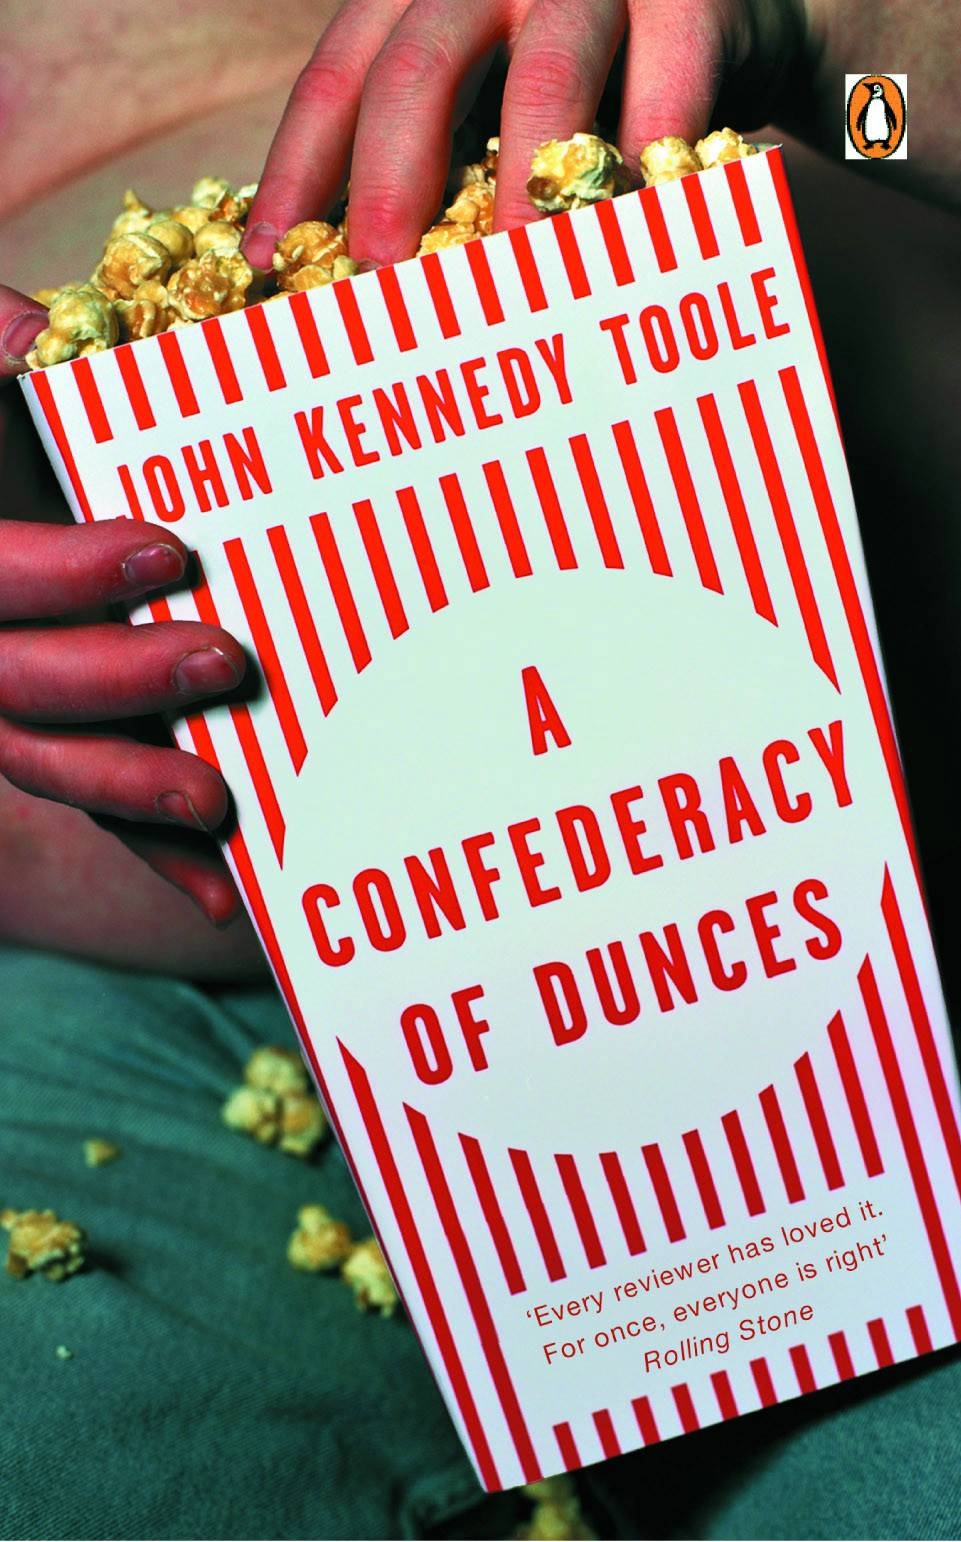 JOHN KENNEDY TOOLE
A
CONFEDERACY
OF DUNCES
‘Every reviewer has loved it.
For once, everyone is right’
Rolling Stone